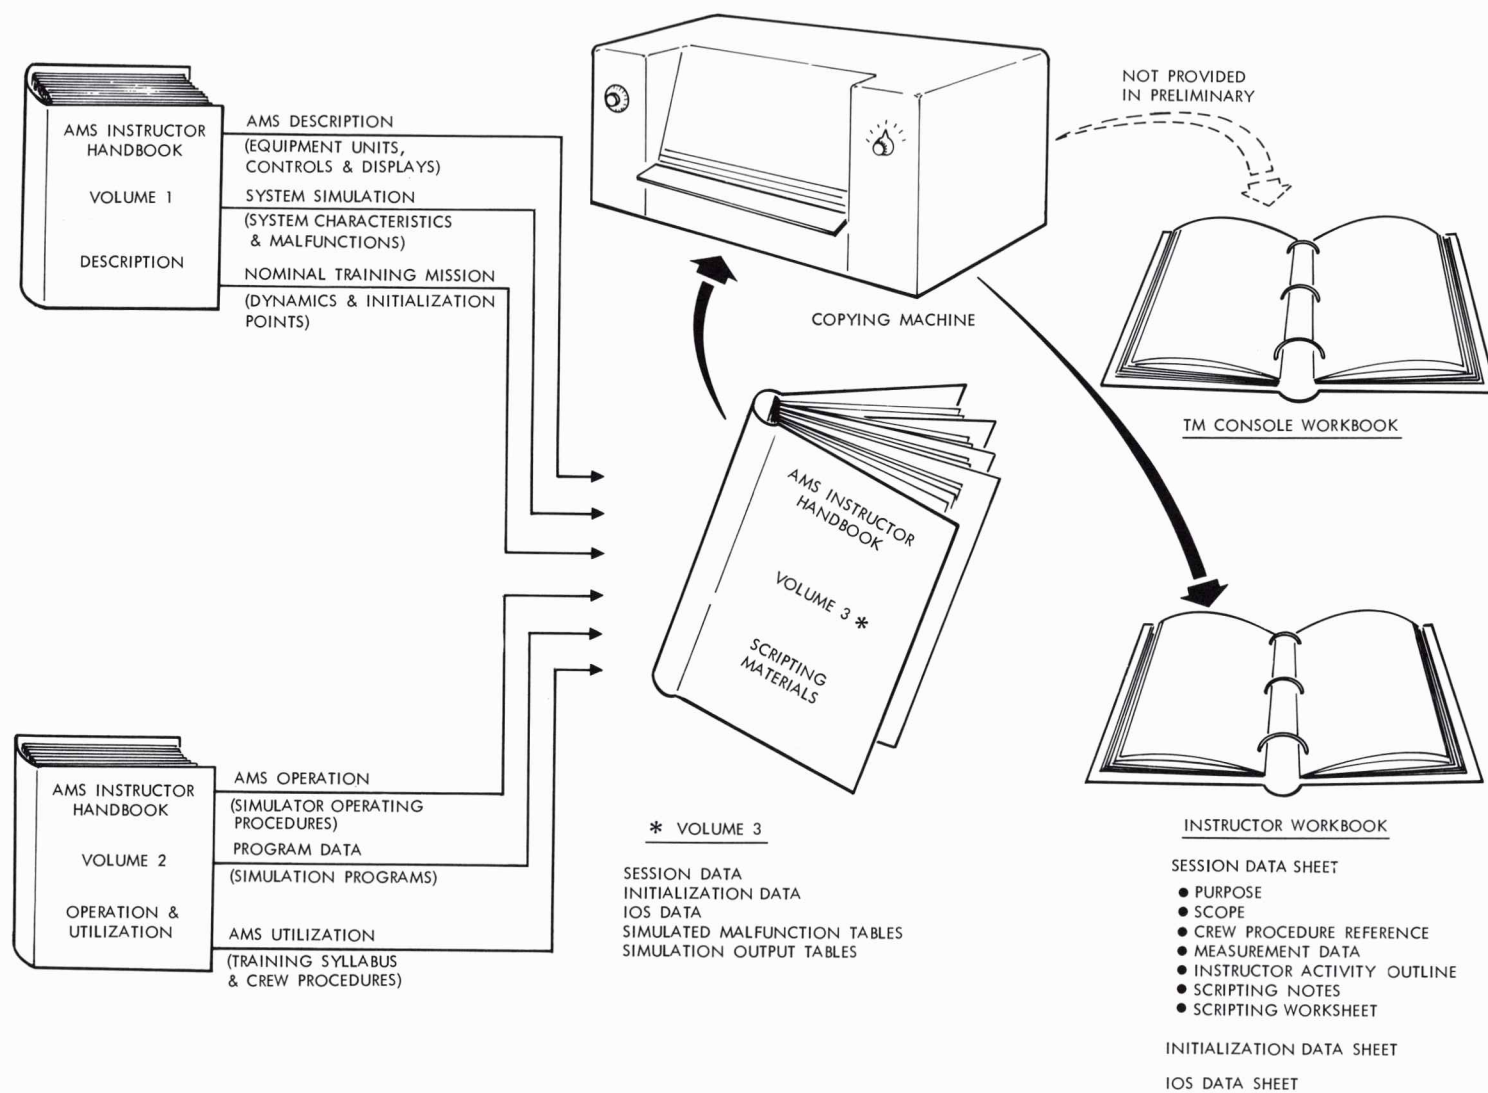 AMS INSTRUCTOR
HANDBOOK
VOLUME 1
DESCRIPTION
AMS DESCRIPTION
(EQUIPMENT UNITS,
CONTROLS & DISPLAYS)
SYSTEM SIMULATION
(SYSTEM CHARACTERISTICS
& MALFUNCTIONS)
NOMINAL TRAINING MISSION
(DYNAMICS & INITIALIZATION
POINTS)
AMS INSTRUCTOR
HANDBOOK
VOLUME 2
OPERATION &
UTILIZATION
AMS OPERATION
(SIMULATOR OPERATING
PROCEDURES)
PROGRAM DATA
(SIMULATION PROGRAMS)
AMS UTILIZATION
(TRAINING SYLLABUS
& CREW PROCEDURES)
COPYING MACHINE
AMS INSTRUCTOR
HANDBOOK
VOLUME 3 *
SCRIPTING
MATERIALS
* VOLUME 3
SESSION DATA
INITIALIZATION DATA
IOS DATA
SIMULATED MALFUNCTION TABLES
SIMULATION OUTPUT TABLES
NOT PROVIDED
IN PRELIMINARY
TM CONSOLE WORKBOOK
INSTRUCTOR WORKBOOK
SESSION DATA SHEET
● PURPOSE
● SCOPE
● CREW PROCEDURE REFERENCE
● MEASUREMENT DATA
● INSTRUCTOR ACTIVITY OUTLINE
● SCRIPTING NOTES
● SCRIPTING WORKSHEET
INITIALIZATION DATA SHEET
IOS DATA SHEET